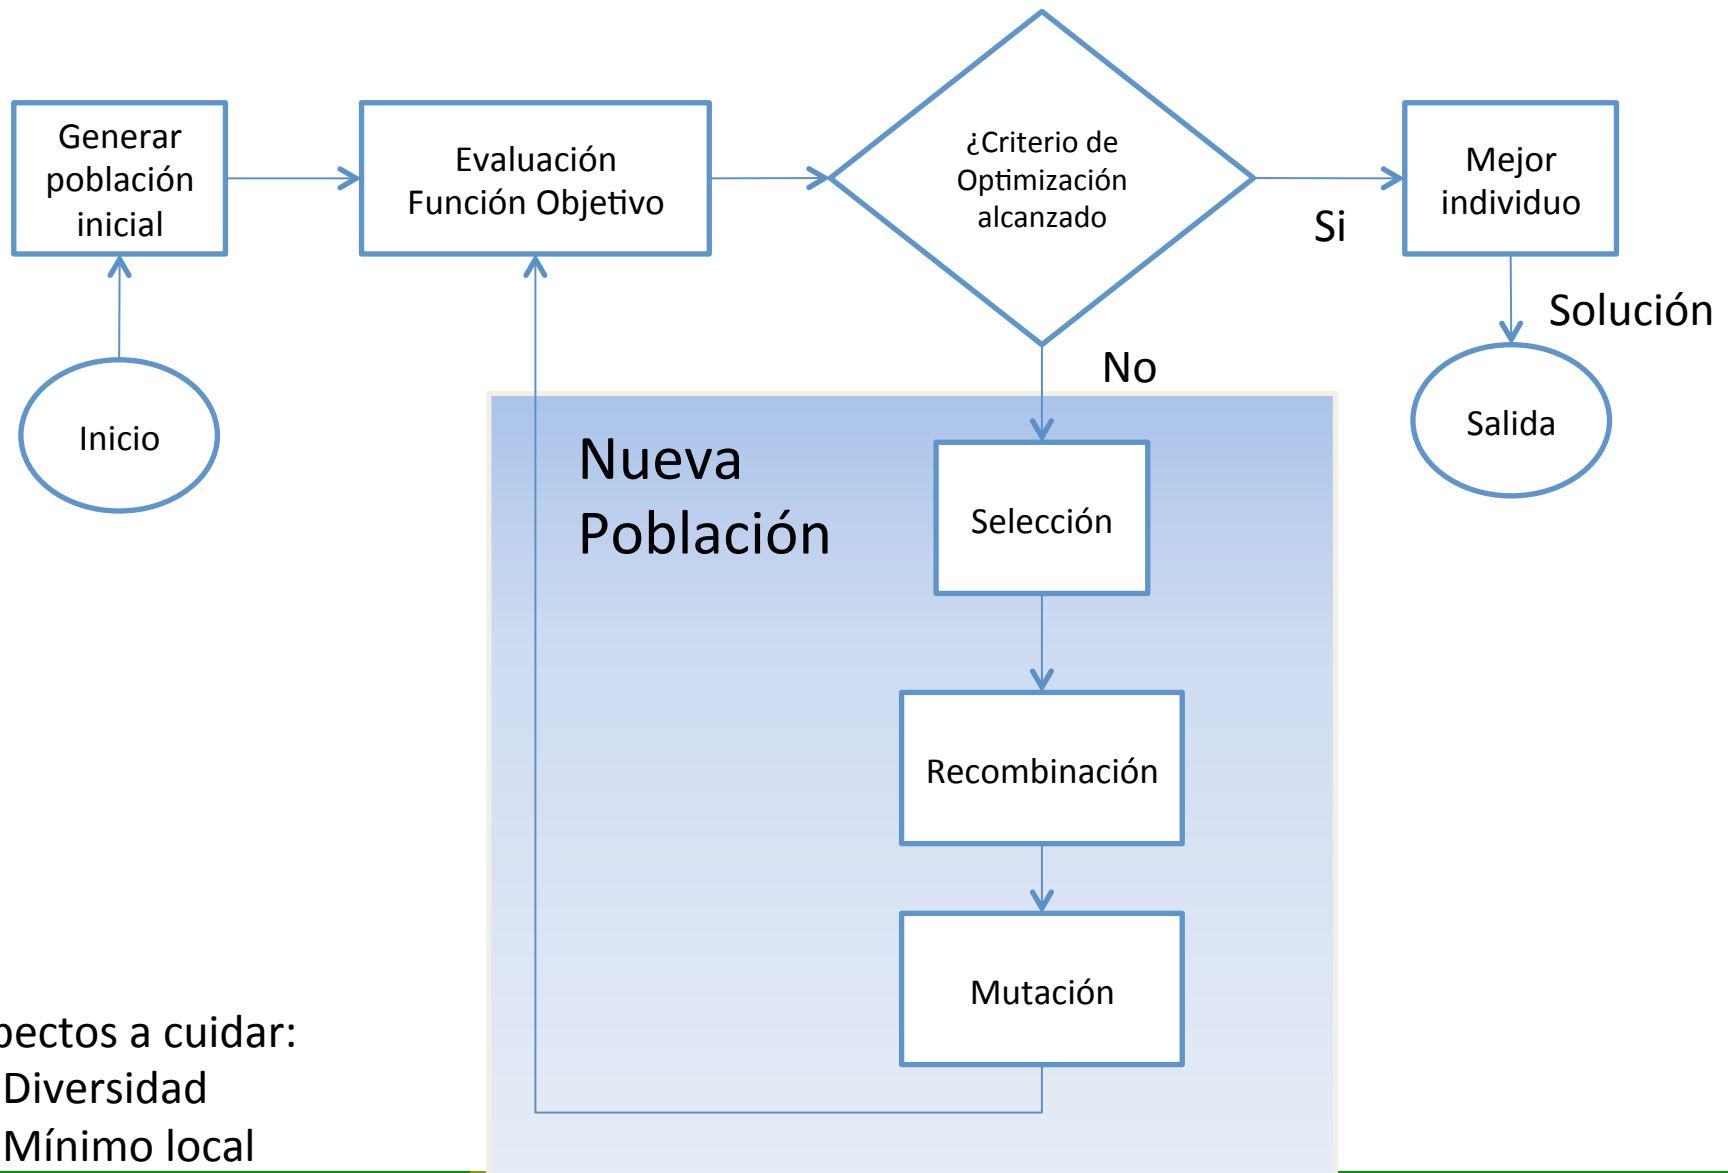 Generar
población
inicial
Evaluación
Función Objetivo
¿Criterio de
Optimización
alcanzado
Si
Mejor
individuo
Solución
Salida
Inicio
No
Nueva
Población
Selección
Recombinación
Mutación
a cuidar:
Diversidad
Mínimo local